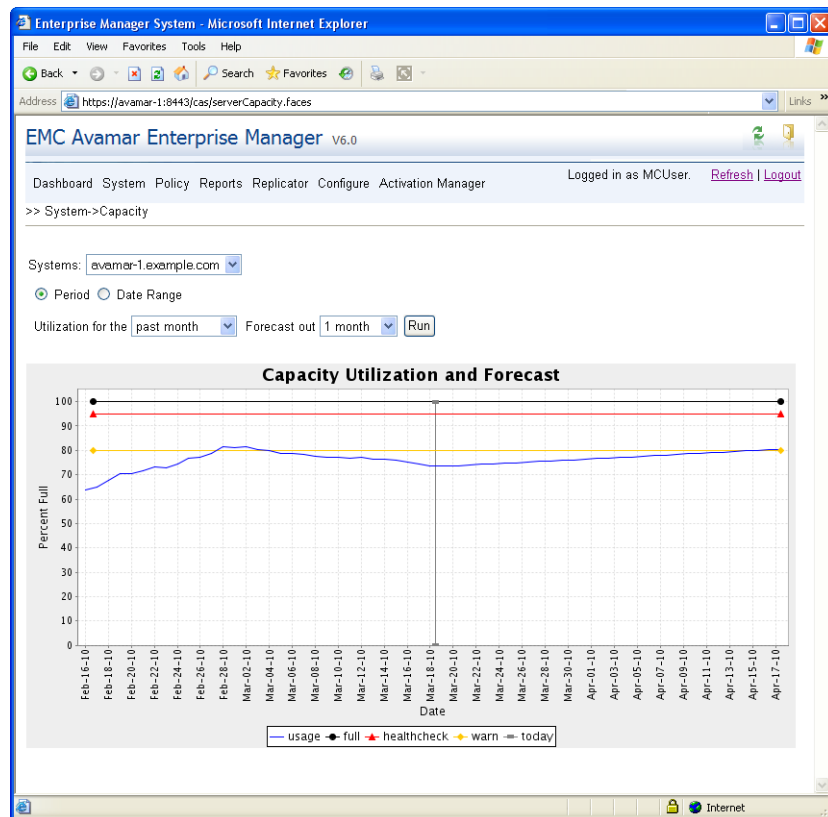 Enterprise Manager System - Microsoft Internet Explorer
File Edit View Favorites Tools Help
Back Search Favorites
Address https://avamar-1:8443/cas/serverCapacity.faces Links »
EMC Avamar Enterprise Manager V6.0
Dashboard System Policy Reports Replicator Configure Activation Manager Logged in as MCUser. Refresh | Logout
>> System->Capacity
Systems: avamar-1.example.com
Period Date Range
Utilization for the past month Forecast out 1 month Run
Capacity Utilization and Forecast
100
90
80
70
60
50
40
30
20
10
0
Percent Full
Feb-16-10
Feb-18-10
Feb-20-10
Feb-22-10
Feb-24-10
Feb-26-10
Feb-28-10
Mar-02-10
Mar-04-10
Mar-06-10
Mar-08-10
Mar-10-10
Mar-12-10
Mar-14-10
Mar-16-10
Mar-18-10
Mar-20-10
Mar-22-10
Mar-24-10
Mar-26-10
Mar-28-10
Mar-30-10
Apr-01-10
Apr-03-10
Apr-05-10
Apr-07-10
Apr-09-10
Apr-11-10
Apr-13-10
Apr-15-10
Apr-17-10
Date
usage full healthcheck warn today
Internet